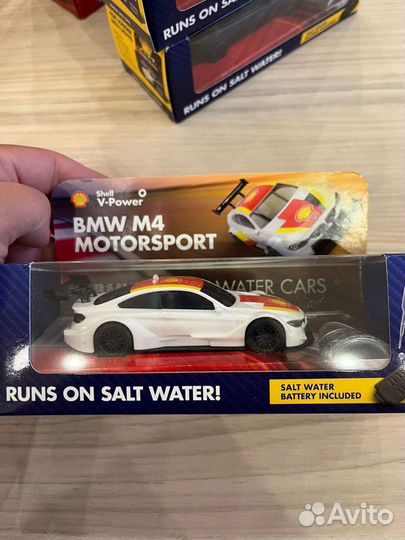 RUNS ON SALT WATER!
RUNS ON SALT WATER!
Shell
V-Power
BMW M4
MOTORSPORT
WATER CARS
RUNS ON SALT WATER!
SALT WATER
BATTERY INCLUDED
Avito